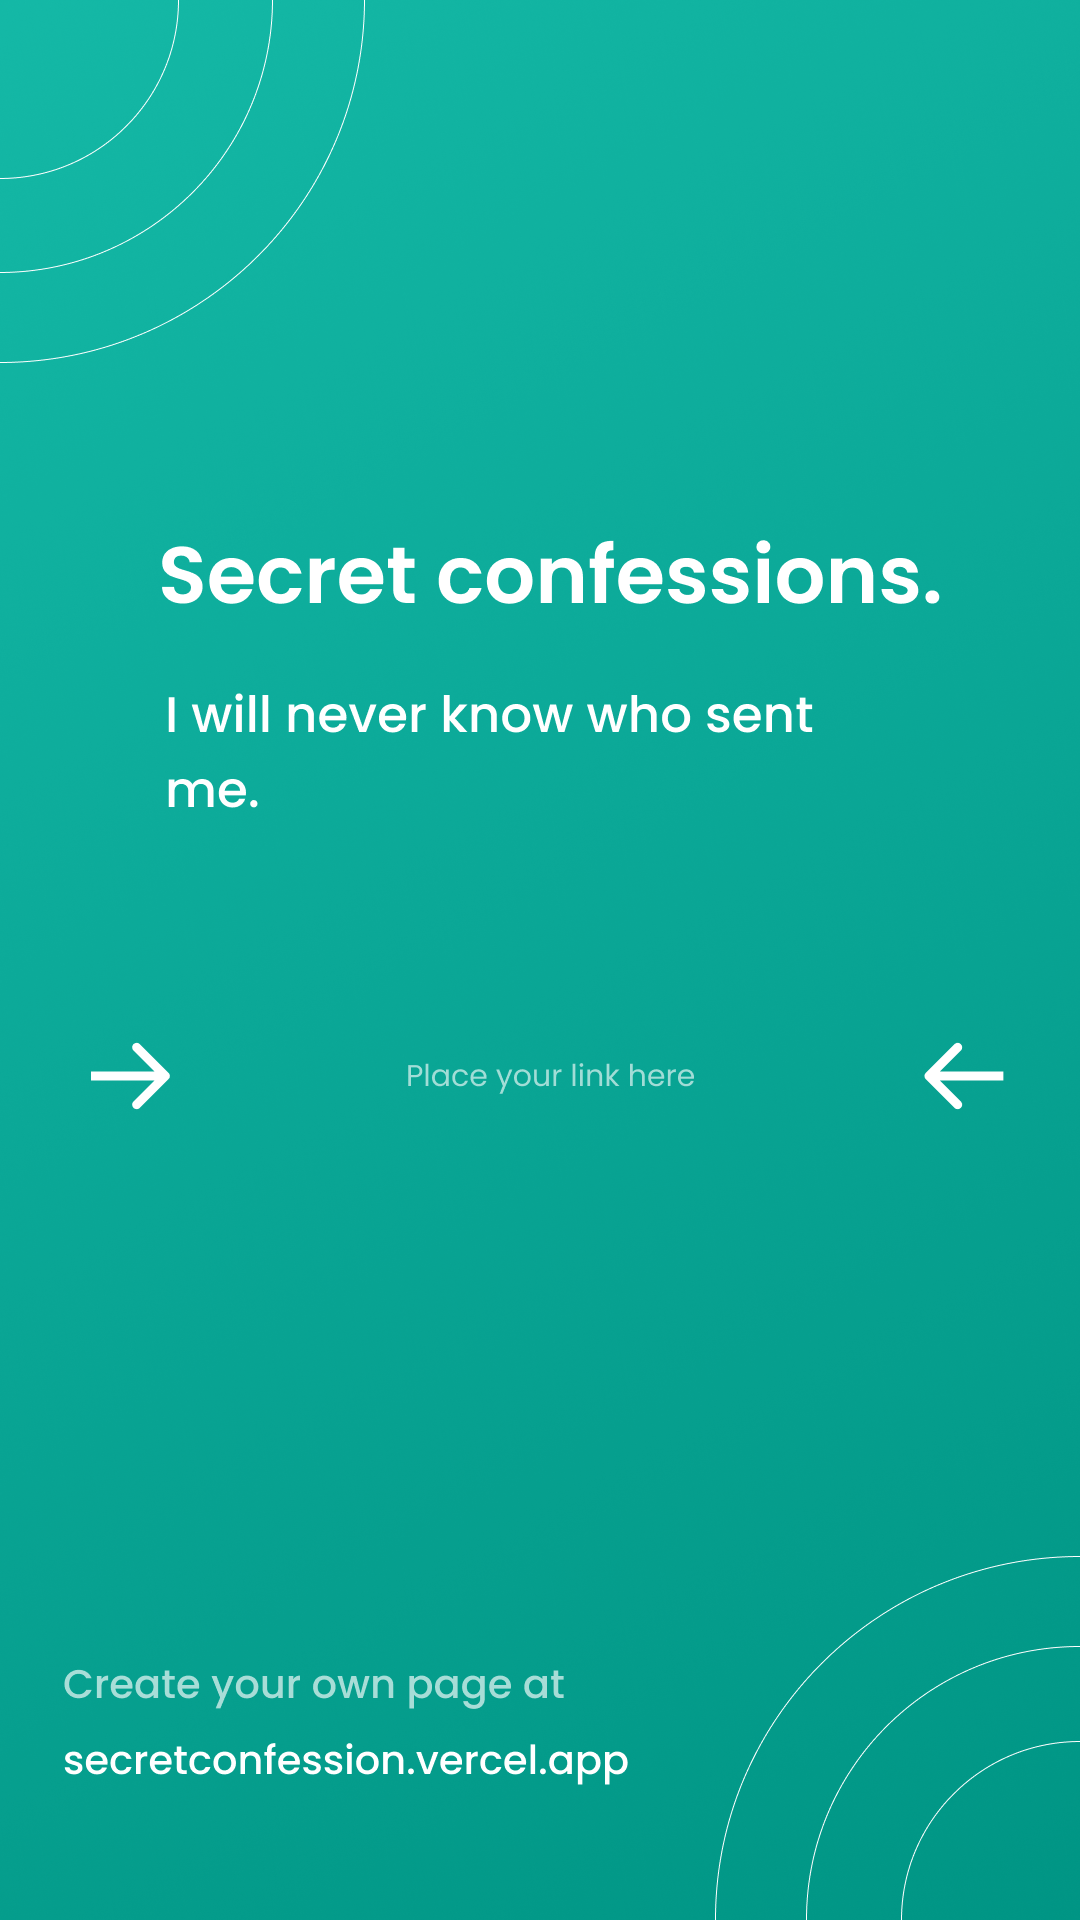 Secret confessions.
I will never know who sent
me.
Place your link here
Create your own page at
secretconfession.vercel.app